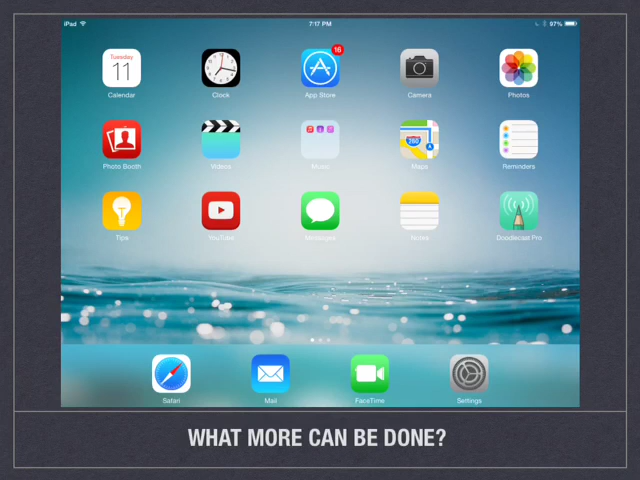 iPad 7:17 PM 97%
16
Tuesday
11
Calendar Clock App Store Camera Photos
280
Photo Booth Videos Music Maps Reminders
Tips YouTube Messages Notes Doodlecast Pro
Safari Mail FaceTime Settings
WHAT MORE CAN BE DONE?